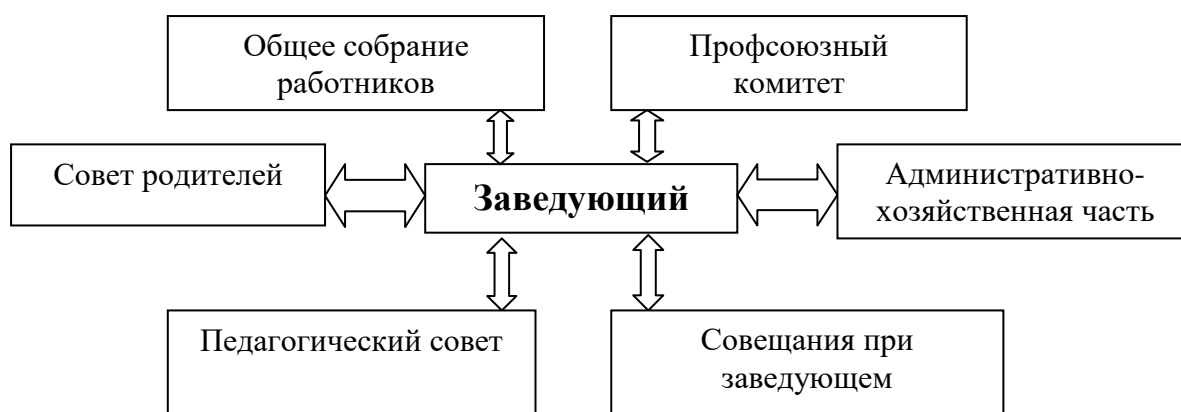 Общее собрание
работников
Профсоюзный
комитет
Совет родителей
Заведующий
Административно-
хозяйственная часть
Педагогический совет
Совещания при
заведующем